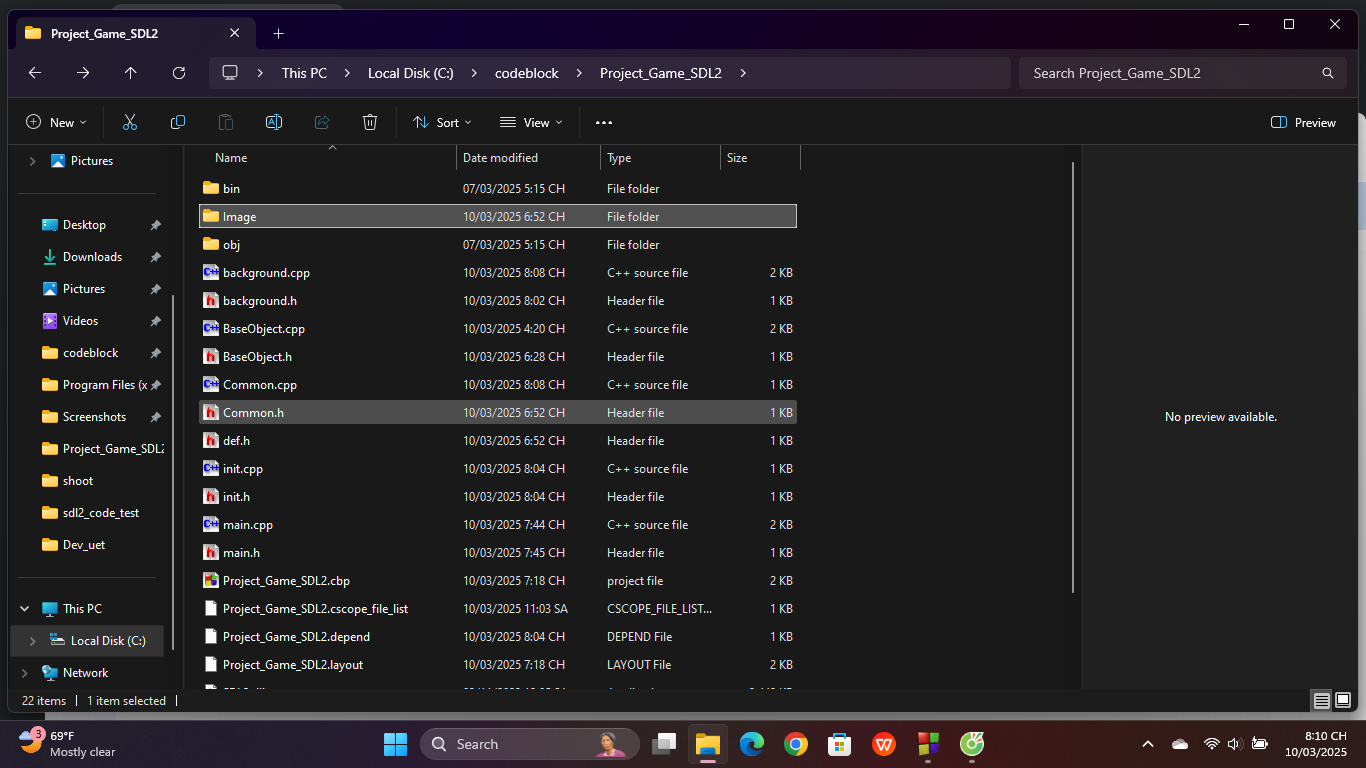 Project_Game_SDL2
This PC
Local Disk (C:)
codeblock
Project_Game_SDL2
Search Project_Game_SDL2
New
Sort
View
Preview
Pictures
Desktop
Downloads
Pictures
Videos
codeblock
Program Files (x
Screenshots
Project_Game_SDL2
shoot
sdl2_code_test
Dev_uet
This PC
Local Disk (C:)
Network
Name Date modified Type Size
bin 07/03/2025 5:15 CH File folder
Image 10/03/2025 6:52 CH File folder
obj 07/03/2025 5:15 CH File folder
background.cpp 10/03/2025 8:08 CH C++ source file 2 KB
background.h 10/03/2025 8:02 CH Header file 1 KB
BaseObject.cpp 10/03/2025 4:20 CH C++ source file 2 KB
BaseObject.h 10/03/2025 6:28 CH Header file 1 KB
Common.cpp 10/03/2025 8:08 CH C++ source file 1 KB
Common.h 10/03/2025 6:52 CH Header file 1 KB
def.h 10/03/2025 6:52 CH Header file 1 KB
init.cpp 10/03/2025 8:04 CH C++ source file 1 KB
init.h 10/03/2025 8:04 CH Header file 1 KB
main.cpp 10/03/2025 7:44 CH C++ source file 2 KB
main.h 10/03/2025 7:45 CH Header file 1 KB
Project_Game_SDL2.cbp 10/03/2025 7:18 CH project file 2 KB
Project_Game_SDL2.cscope_file_list 10/03/2025 11:03 SA CSCOPE_FILE_LIST... 1 KB
Project_Game_SDL2.depend 10/03/2025 8:04 CH DEPEND File 1 KB
Project_Game_SDL2.layout 10/03/2025 7:18 CH LAYOUT File 2 KB
No preview available.
22 items
1 item selected
3
69°F
Mostly clear
Search
8:10 CH
10/03/2025